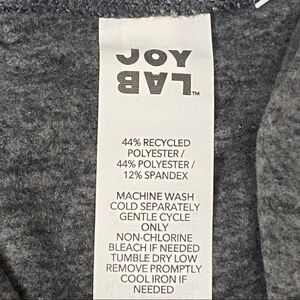 JOY
LAB™
44% RECYCLED
POLYESTER /
44% POLYESTER /
12% SPANDEX
MACHINE WASH
COLD SEPARATELY
GENTLE CYCLE
ONLY
NON-CHLORINE
BLEACH IF NEEDED
TUMBLE DRY LOW
REMOVE PROMPTLY
COOL IRON IF
NEEDED